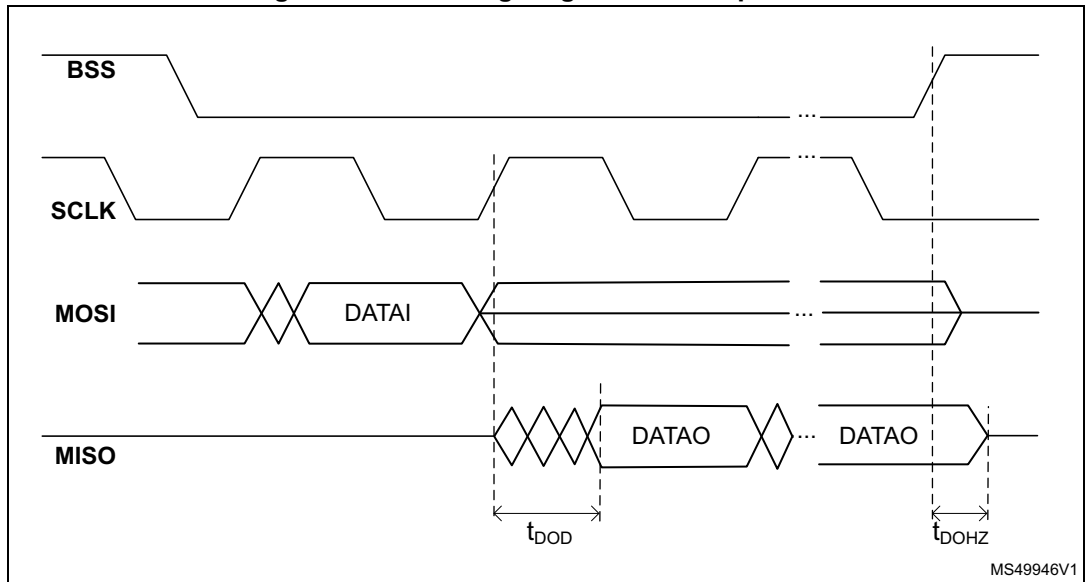 BSS
...
SCLK
...
MOSI
DATAI
...
MISO
DATAO
... DATAO
tDOD
tDOHZ
MS49946V1